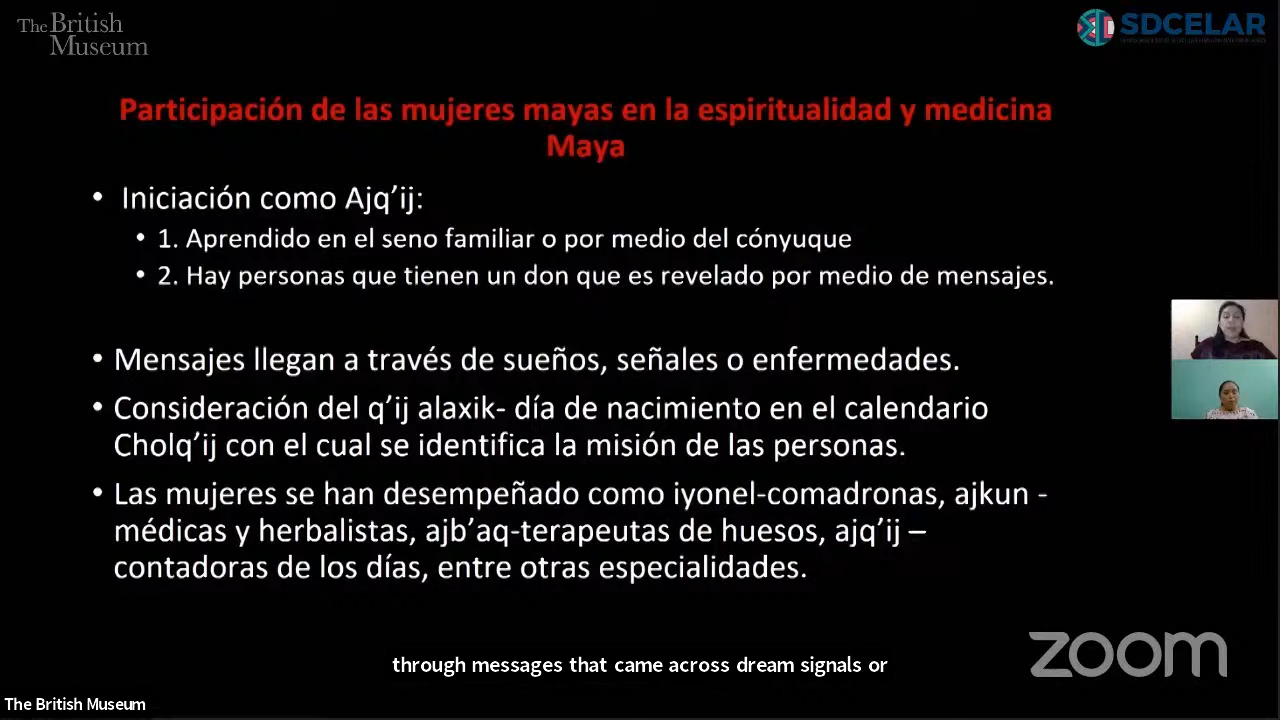 The British
Museum
SDCELAR
Participación de las mujeres mayas en la espiritualidad y medicina
Maya
• Iniciación como Ajq’ij:
• 1. Aprendido en el seno familiar o por medio del cónyuque
• 2. Hay personas que tienen un don que es revelado por medio de mensajes.
• Mensajes llegan a través de sueños, señales o enfermedades.
• Consideración del q’ij alaxik- día de nacimiento en el calendario
Cholq’ij con el cual se identifica la misión de las personas.
• Las mujeres se han desempeñado como iyonel-comadronas, ajkun -
médicas y herbalistas, ajb’aq-terapeutas de huesos, ajq’ij –
contadoras de los días, entre otras especialidades.
through messages that came across dream signals or
zoom
The British Museum